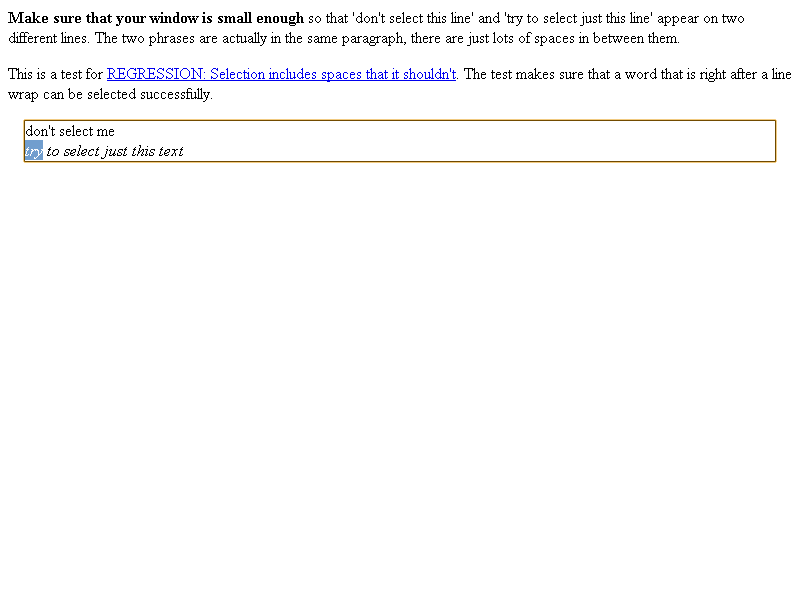 Make sure that your window is small enough so that 'don't select this line' and 'try to select just this line' appear on two
different lines. The two phrases are actually in the same paragraph, there are just lots of spaces in between them.
This is a test for REGRESSION: Selection includes spaces that it shouldn't. The test makes sure that a word that is right after a line
wrap can be selected successfully.
don't select me
try to select just this text